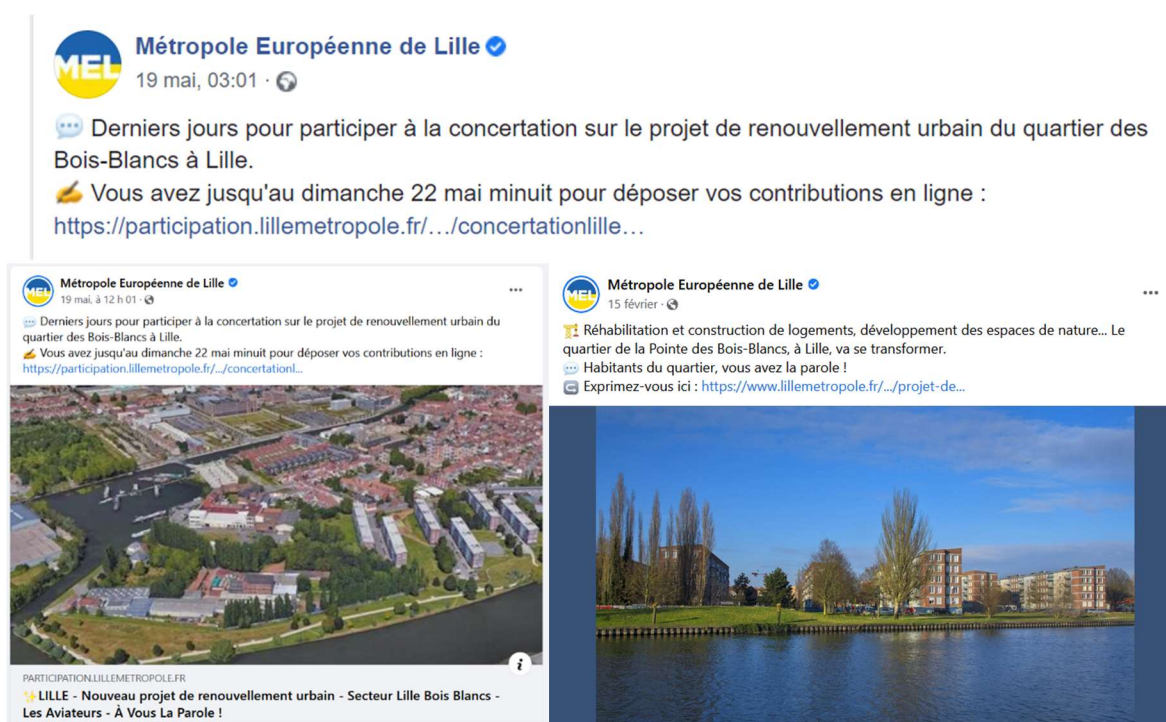 MEL
Métropole Européenne de Lille
19 mai, 03:01 ·
💬 Derniers jours pour participer à la concertation sur le projet de renouvellement urbain du quartier des
Bois-Blancs à Lille.
✍️ Vous avez jusqu'au dimanche 22 mai minuit pour déposer vos contributions en ligne :
https://participation.lillemetropole.fr/…/concertationlille…
MEL
Métropole Européenne de Lille
19 mai, à 12 h 01 ·
💬 Derniers jours pour participer à la concertation sur le projet de renouvellement urbain du
quartier des Bois-Blancs à Lille.
✍️ Vous avez jusqu'au dimanche 22 mai minuit pour déposer vos contributions en ligne :
https://participation.lillemetropole.fr/.../concertationl...
PARTICIPATION.LILLEMETROPOLE.FR
✨LILLE - Nouveau projet de renouvellement urbain - Secteur Lille Bois Blancs -
Les Aviateurs - À Vous La Parole !
MEL
Métropole Européenne de Lille
15 février ·
🏗️ Réhabilitation et construction de logements, développement des espaces de nature... Le
quartier de la Pointe des Bois-Blancs, à Lille, va se transformer.
💬 Habitants du quartier, vous avez la parole !
Exprimez-vous ici : https://www.lillemetropole.fr/.../projet-de...